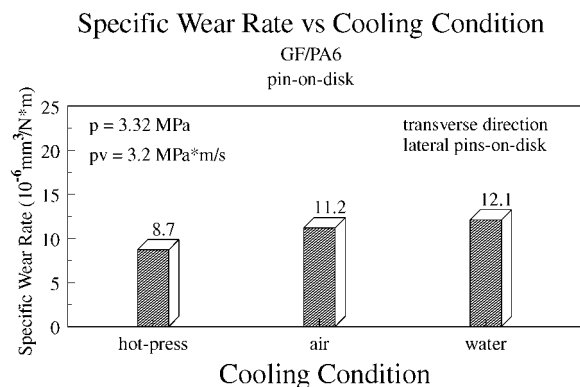 Specific Wear Rate vs Cooling Condition
GF/PA6
pin-on-disk
Specific Wear Rate (10⁻⁶mm³/N*m)
25
20
15
10
5
0
p = 3.32 MPa
pv = 3.2 MPa*m/s
transverse direction
lateral pins-on-disk
8.7
11.2
12.1
hot-press air water
Cooling Condition